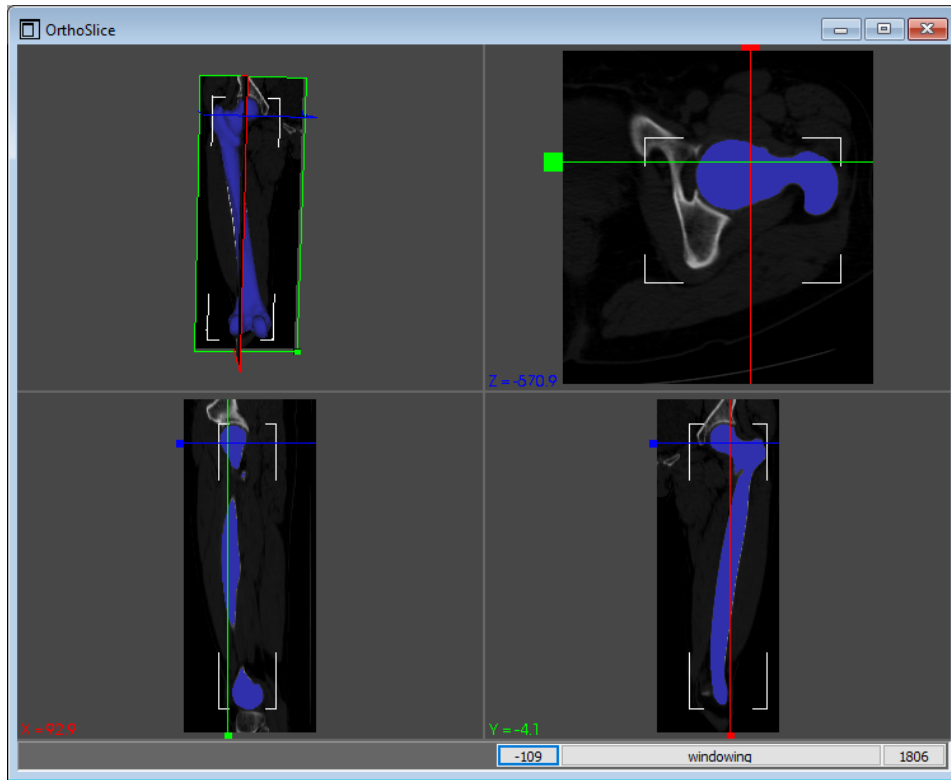 OrthoSlice
Z = -570.9
X = 92.9
Y = -4.1
-109
windowing
1806